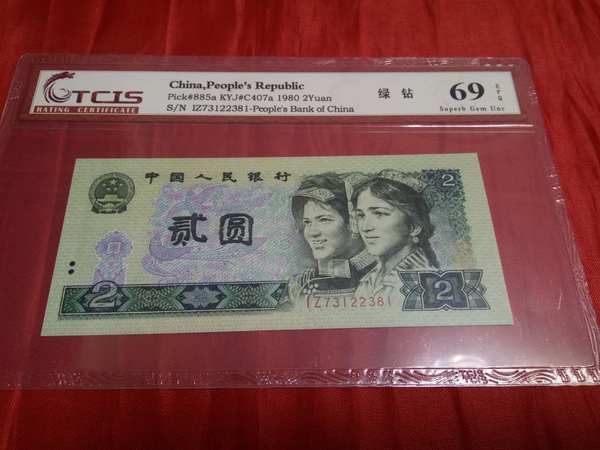 TCIS
RATING CERTIFICATE
China,People's Republic
Pick#885a KYJ#C407a 1980 2Yuan
S/N IZ73122381-People's Bank of China
绿钻
69
EPQ
Superb Gem Unc
中国人民银行
2
贰圆
2
2
IZ73122381